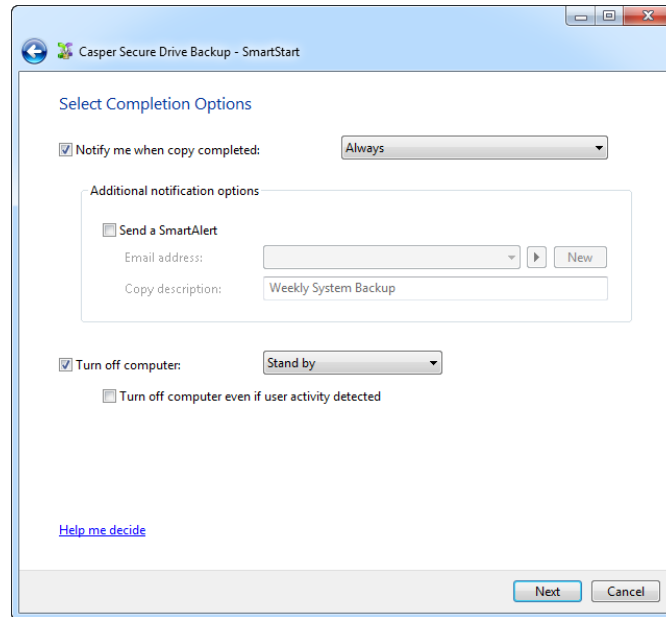 Casper Secure Drive Backup - SmartStart
Select Completion Options
Notify me when copy completed: Always
Additional notification options
Send a SmartAlert
Email address: New
Copy description: Weekly System Backup
Turn off computer: Stand by
Turn off computer even if user activity detected
Help me decide
Next Cancel